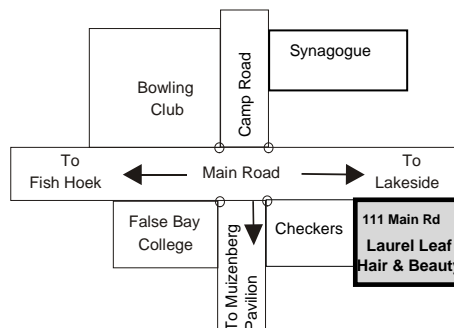 Synagogue
Bowling
Club
Camp Road
To
Fish Hoek
Main Road
To
Lakeside
False Bay
College
To Muizenberg
Pavilion
Checkers
111 Main Rd
Laurel Leaf
Hair & Beauty